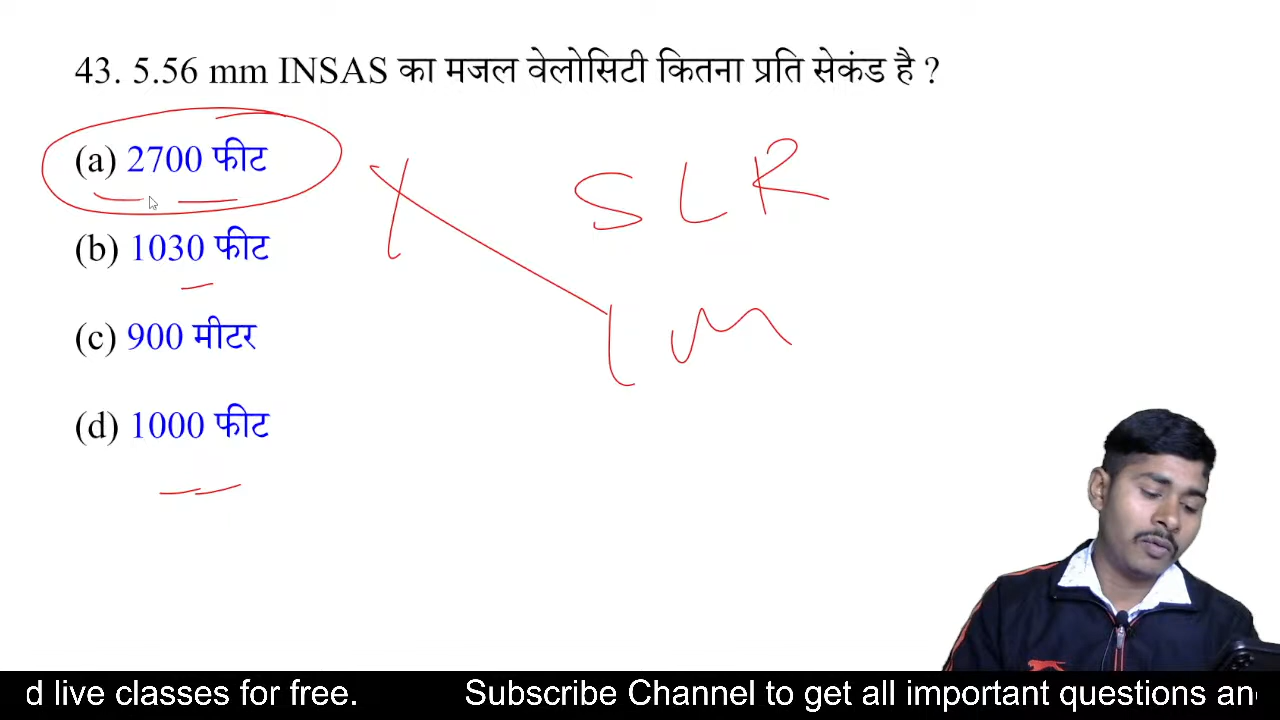 43. 5.56 mm INSAS का मजल वेलोसिटी कितना प्रति सेकंड है ?
(a) 2700 फीट
SLR
(b) 1030 फीट
(c) 900 मीटर
(d) 1000 फीट
d live classes for free. Subscribe Channel to get all important questions an